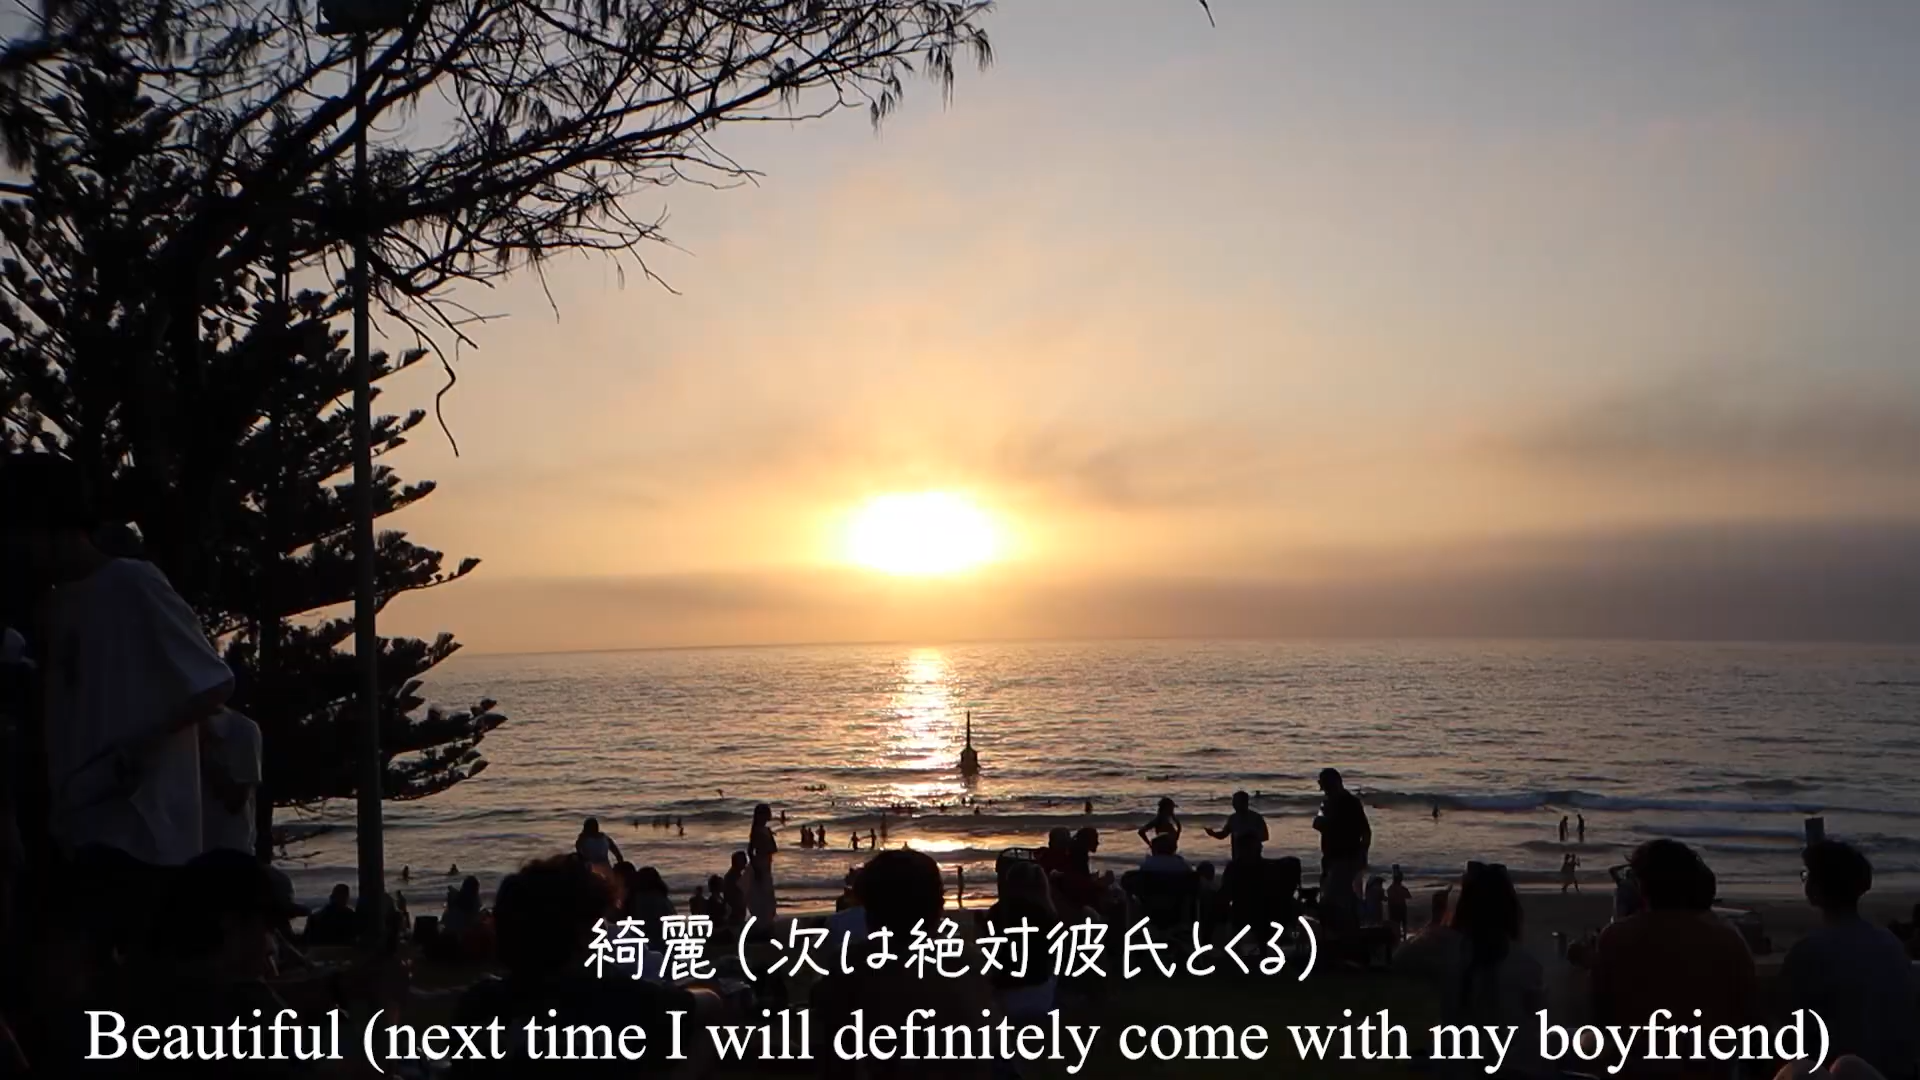 綺麗(次は絶対彼氏とくる)
Beautiful (next time I will definitely come with my boyfriend)